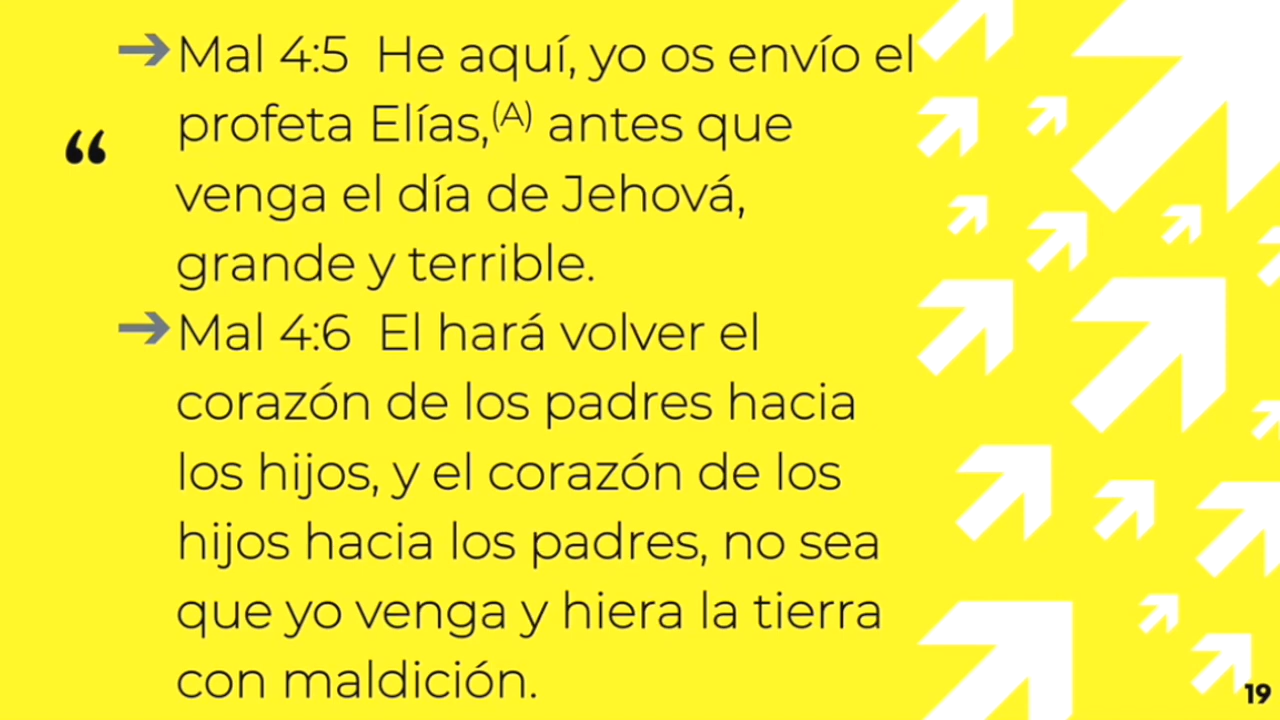 “
➔Mal 4:5 He aquí, yo os envío el
profeta Elías,(A) antes que
venga el día de Jehová,
grande y terrible.
➔Mal 4:6 El hará volver el
corazón de los padres hacia
los hijos, y el corazón de los
hijos hacia los padres, no sea
que yo venga y hiera la tierra
con maldición.
19